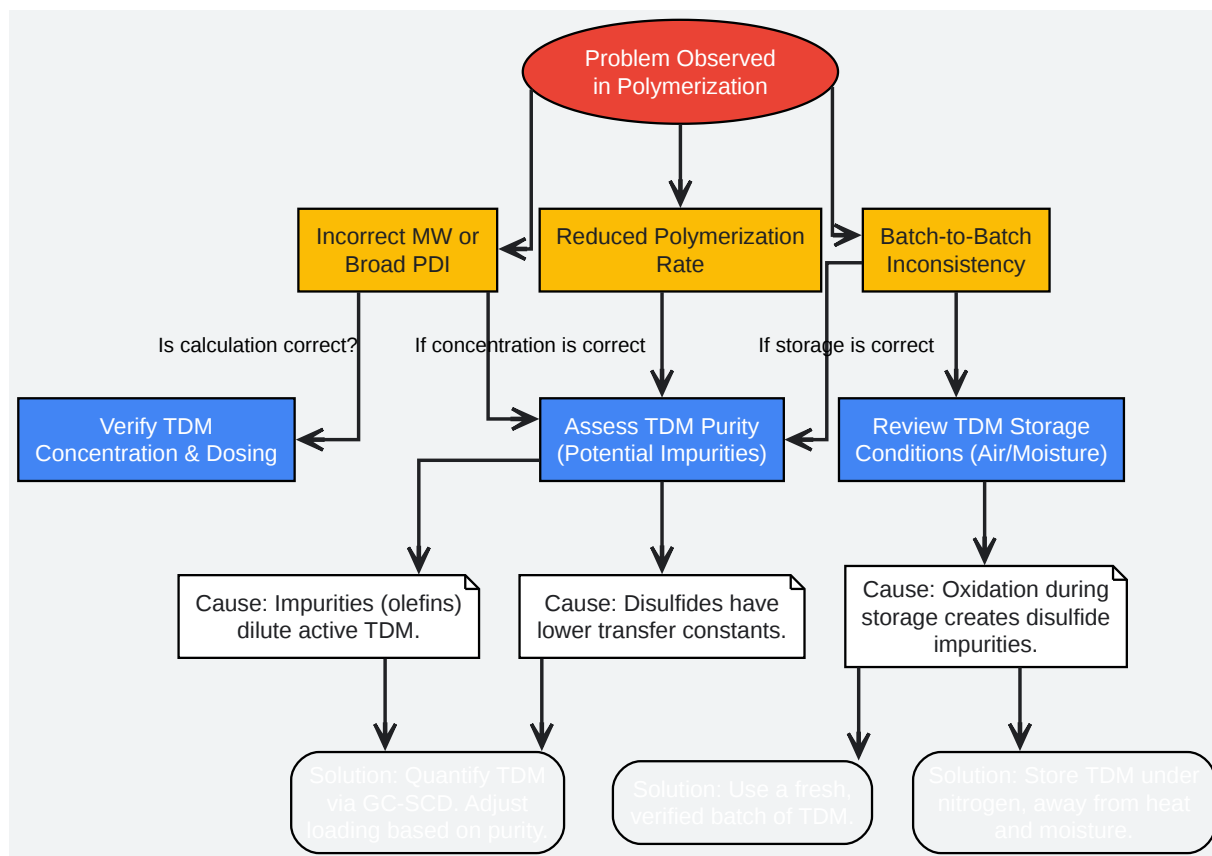 Problem Observed
in Polymerization
Incorrect MW or
Broad PDI
Reduced Polymerization
Rate
Batch-to-Batch
Inconsistency
Is calculation correct?
If concentration is correct
If storage is correct
Verify TDM
Concentration & Dosing
Assess TDM Purity
(Potential Impurities)
Review TDM Storage
Conditions (Air/Moisture)
Cause: Impurities (olefins)
dilute active TDM.
Cause: Disulfides have
lower transfer constants.
Cause: Oxidation during
storage creates disulfide
impurities.
Solution: Quantify TDM
via GC-SCD. Adjust
loading based on purity.
Solution: Use a fresh,
verified batch of TDM.
Solution: Store TDM under
nitrogen, away from heat
and moisture.